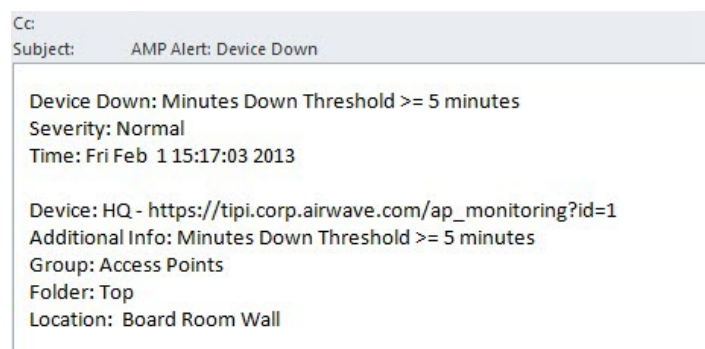 Cc:
Subject: AMP Alert: Device Down
Device Down: Minutes Down Threshold >= 5 minutes
Severity: Normal
Time: Fri Feb  1 15:17:03 2013
Device: HQ - https://tipi.corp.airwave.com/ap_monitoring?id=1
Additional Info: Minutes Down Threshold >= 5 minutes
Group: Access Points
Folder: Top
Location:  Board Room Wall